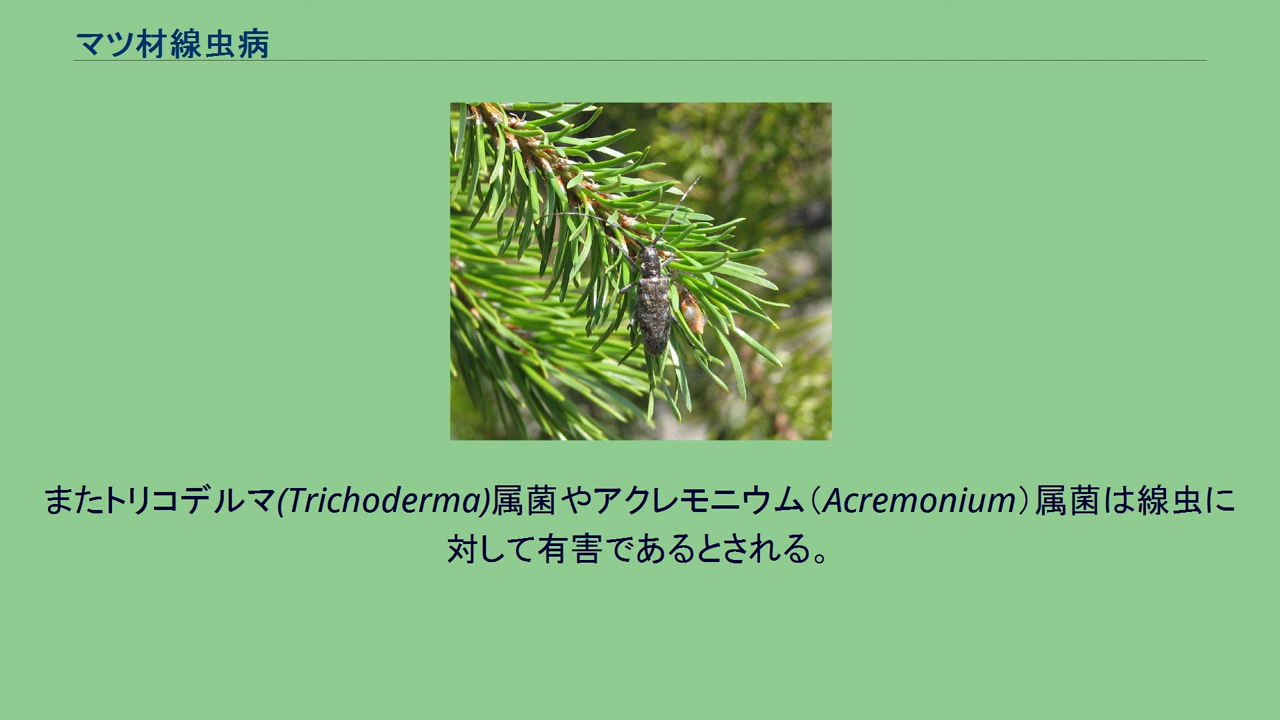 マツ材線虫病
またトリコデルマ(Trichoderma)属菌やアクレモニウム（Acremonium）属菌は線虫に
対して有害であるとされる。